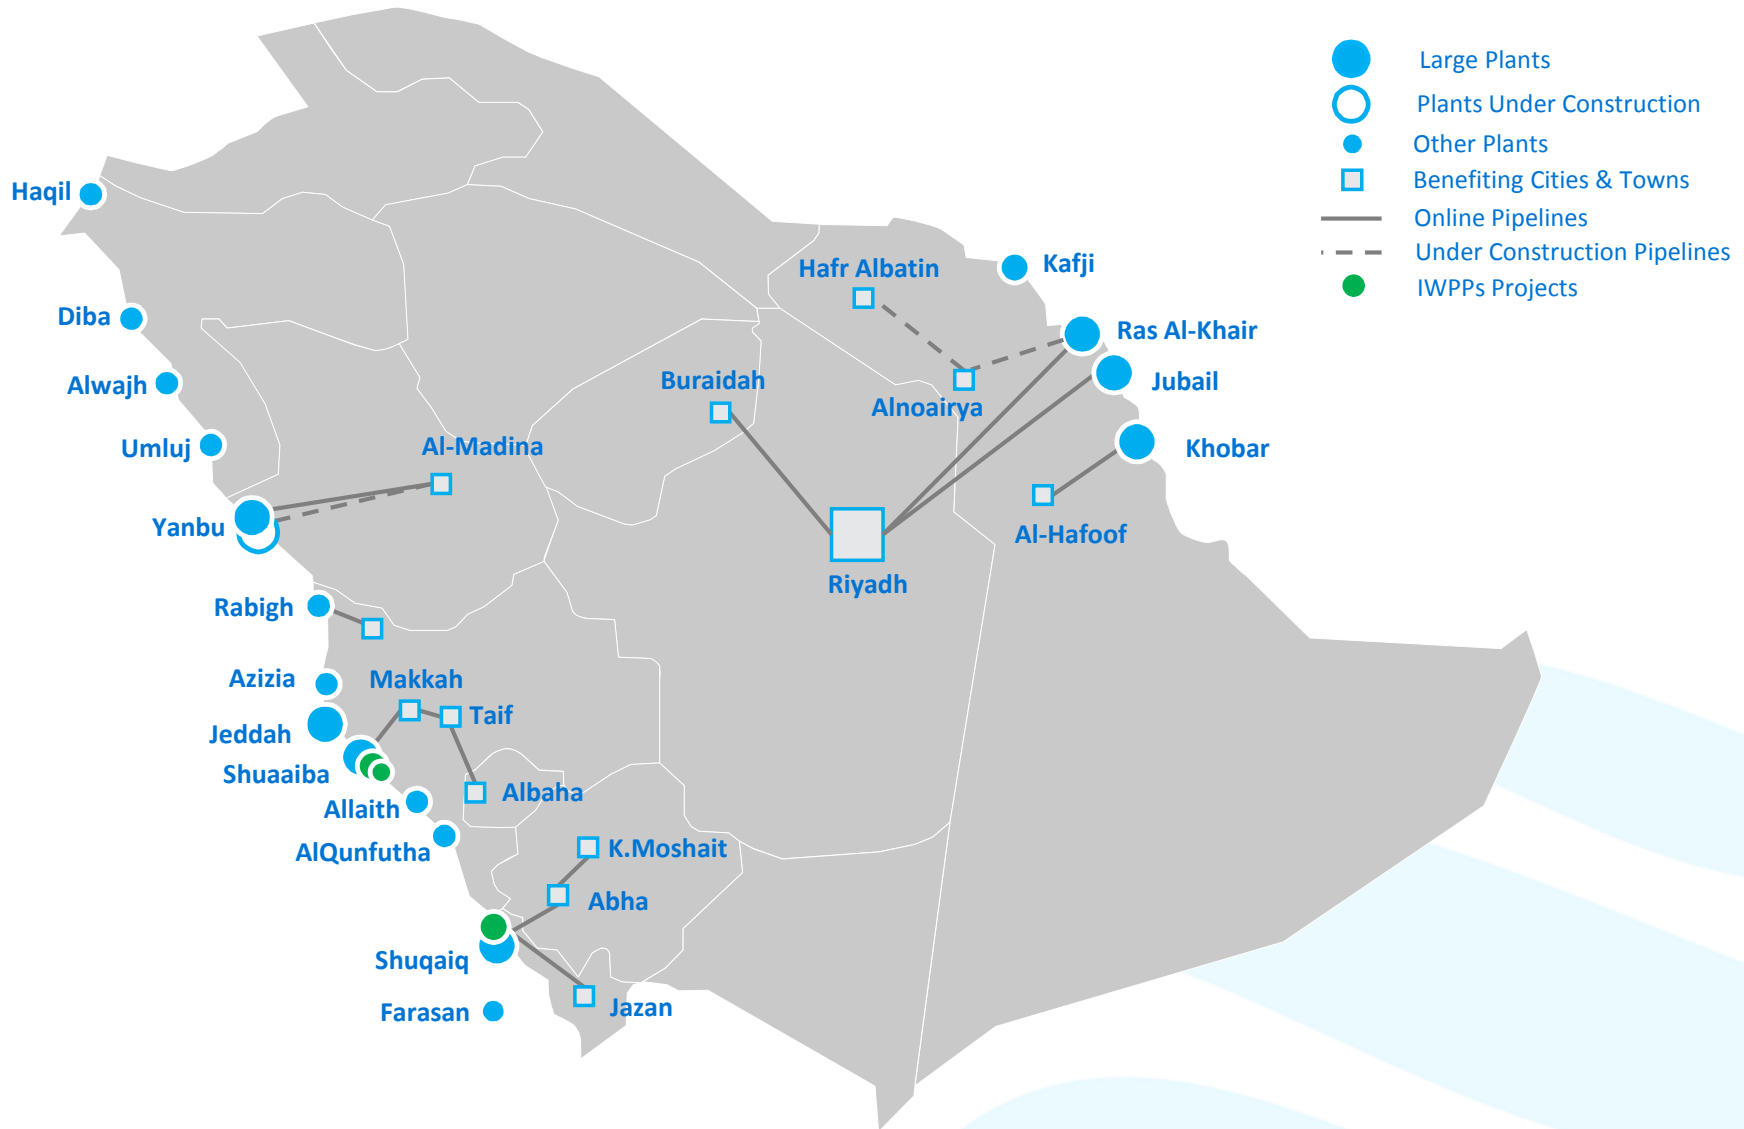 Large Plants
Plants Under Construction
Other Plants
Benefiting Cities & Towns
Online Pipelines
Under Construction Pipelines
IWPPs Projects
Haqil
Diba
Alwajh
Umluj
Yanbu
Al-Madina
Rabigh
Azizia
Jeddah
Shuaaiba
Makkah
Taif
Albaha
Allaith
AlQunfutha
K.Moshait
Abha
Shuqaiq
Farasan
Jazan
Buraidah
Riyadh
Hafr Albatin
Alnoairya
Kafji
Ras Al-Khair
Jubail
Khobar
Al-Hafoof